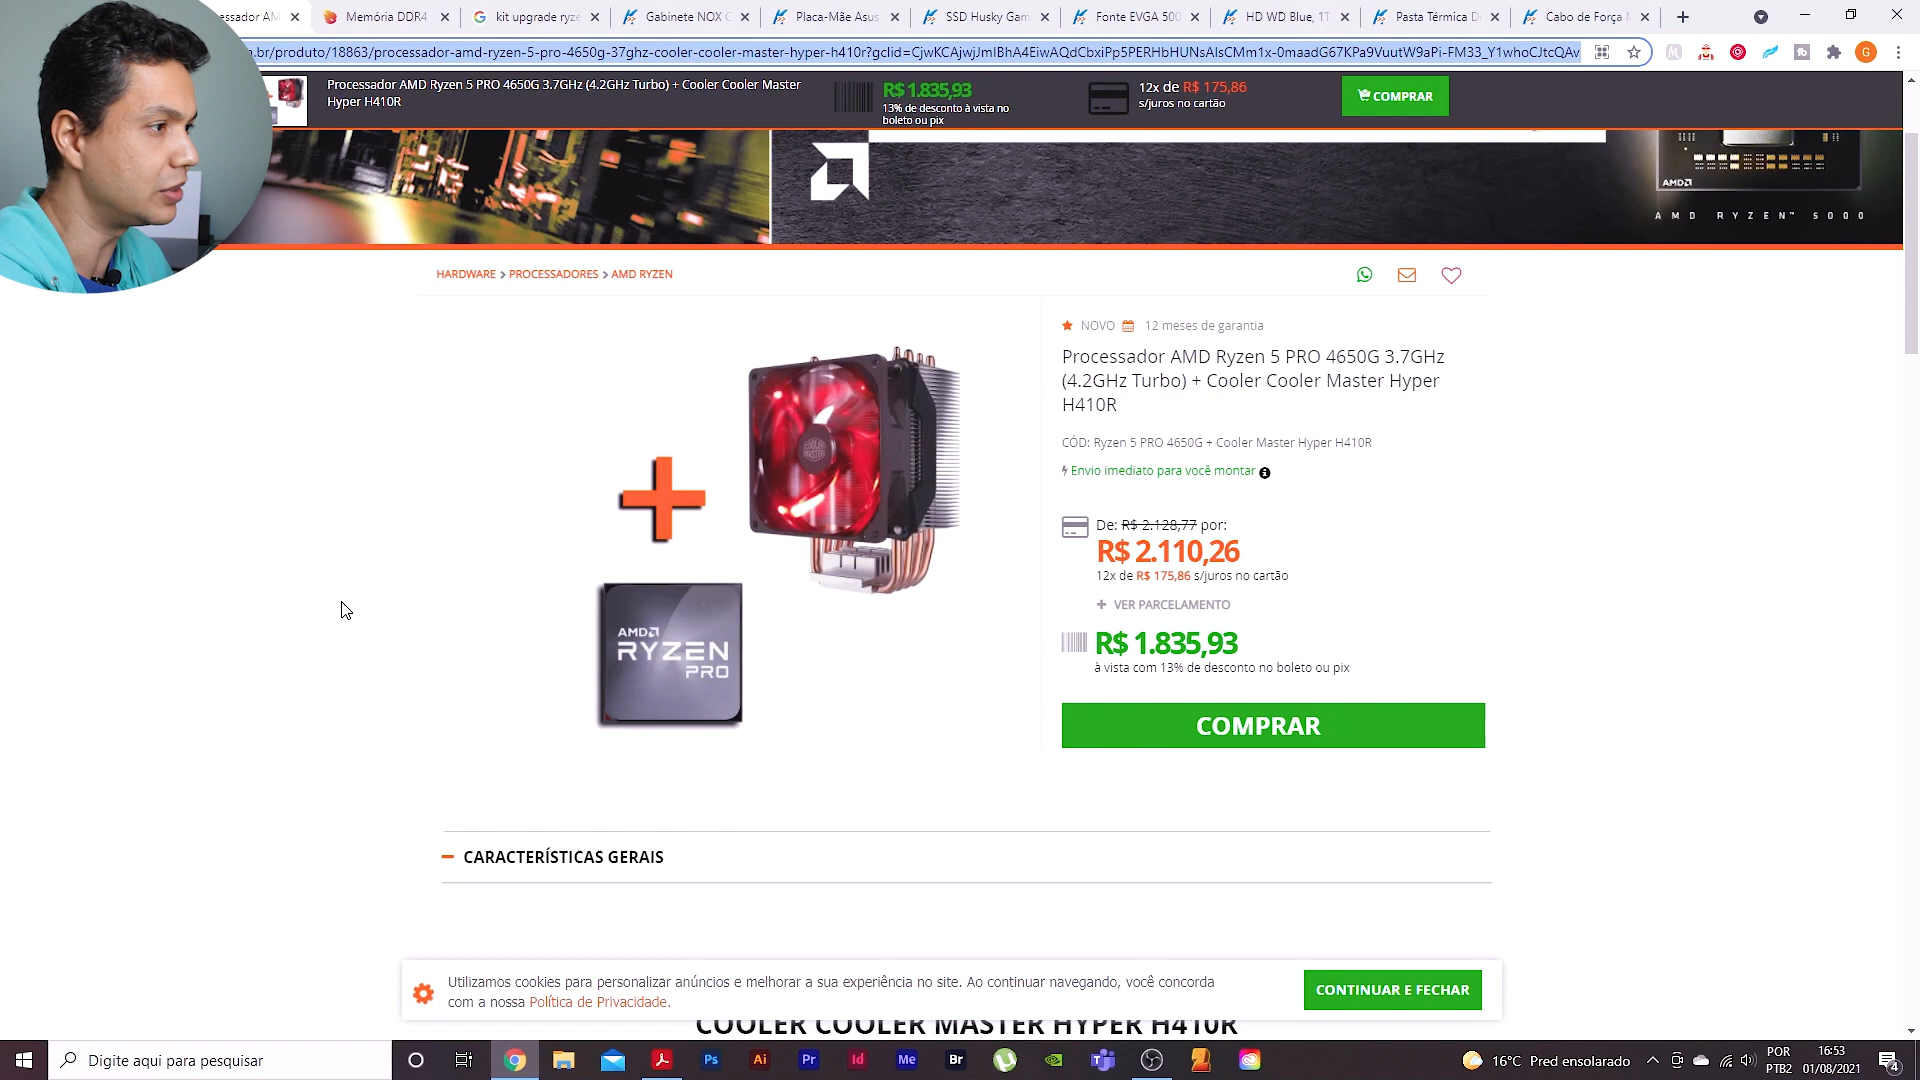 essador AM
Memória DDR4
kit upgrade ryze
Gabinete NOX C
Placa-Mãe Asus
SSD Husky Gam
Fonte EVGA 500
HD WD Blue, 1T
Pasta Térmica D
Cabo de Força M
.br/produto/18863/processador-amd-ryzen-5-pro-4650g-37ghz-cooler-cooler-master-hyper-h410r?gclid=
G
Processador AMD Ryzen 5 PRO 4650G 3.7GHz (4.2GHz Turbo) + Cooler Cooler Master
Hyper H410R
R$ 1.835,93
13% de desconto à vista no
boleto ou pix
12x de R$ 175,86
s/juros no cartão
COMPRAR
AMD
AMD RYZEN™ 5000
HARDWARE > PROCESSADORES > AMD RYZEN
NOVO 12 meses de garantia
Processador AMD Ryzen 5 PRO 4650G 3.7GHz
(4.2GHz Turbo) + Cooler Cooler Master Hyper
H410R
CÓD: Ryzen 5 PRO 4650G + Cooler Master Hyper H410R
Envio imediato para você montar
De: R$ 2.128,77 por:
R$ 2.110,26
12x de R$ 175,86 s/juros no cartão
+ VER PARCELAMENTO
R$ 1.835,93
à vista com 13% de desconto no boleto ou pix
COMPRAR
AMD
RYZEN
PRO
CARACTERÍSTICAS GERAIS
Utilizamos cookies para personalizar anúncios e melhorar a sua experiência no site. Ao continuar navegando, você concorda
com a nossa Política de Privacidade.
CONTINUAR E FECHAR
COOLER COOLER MASTER HYPER H410R
Digite aqui para pesquisar
Ps
Ai
Pr
Id
Me
Br
16°C Pred ensolarado
POR
PTB2
16:53
01/08/2021
4